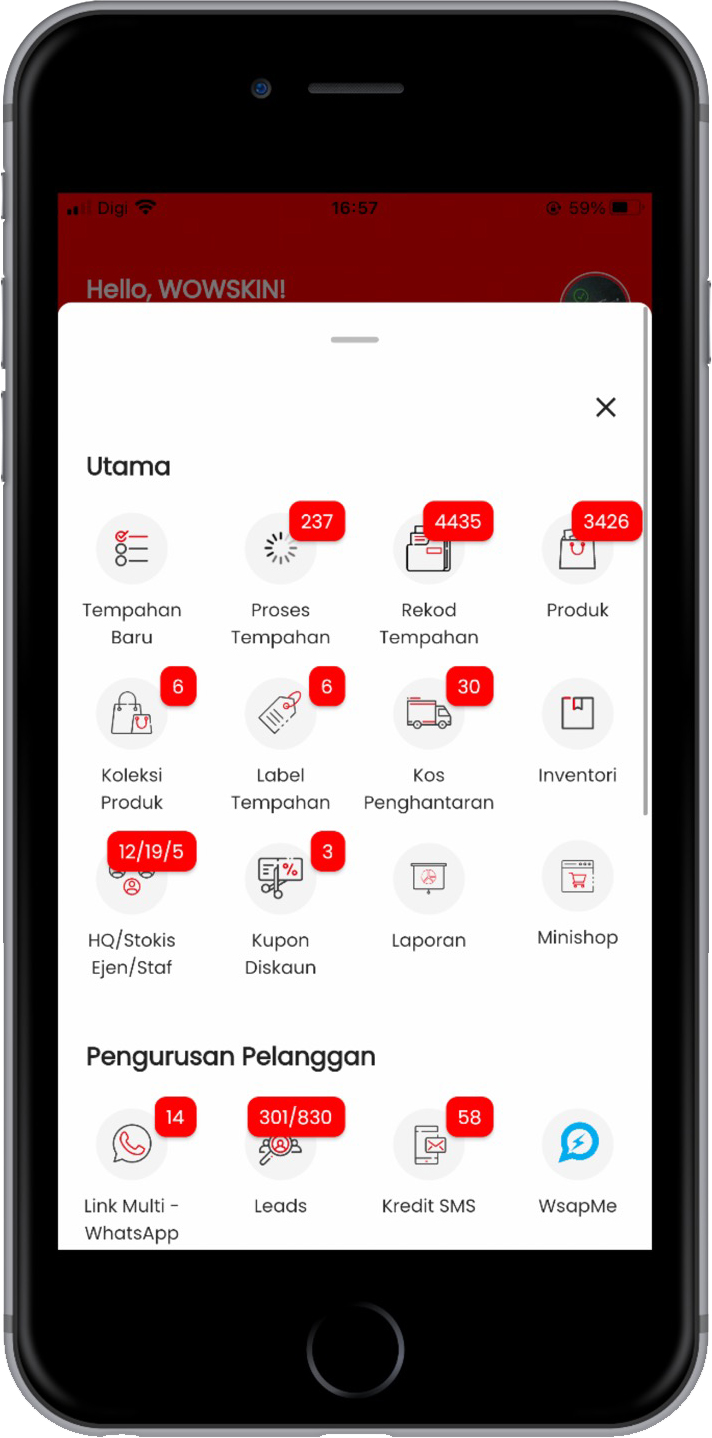 Digi 16:57 59%
Hello, WOWSKIN!
Utama
237 4435 3426
Tempahan Proses Rekod Produk
Baru Tempahan Tempahan
6 6 30
Koleksi Label Kos Inventori
Produk Tempahan Penghantaran
12/19/5 3
%
HQ/Stokis Kupon Laporan Minishop
Ejen/Staf Diskaun
Pengurusan Pelanggan
14 301/830 58
Link Multi - Leads Kredit SMS WsapMe
WhatsApp